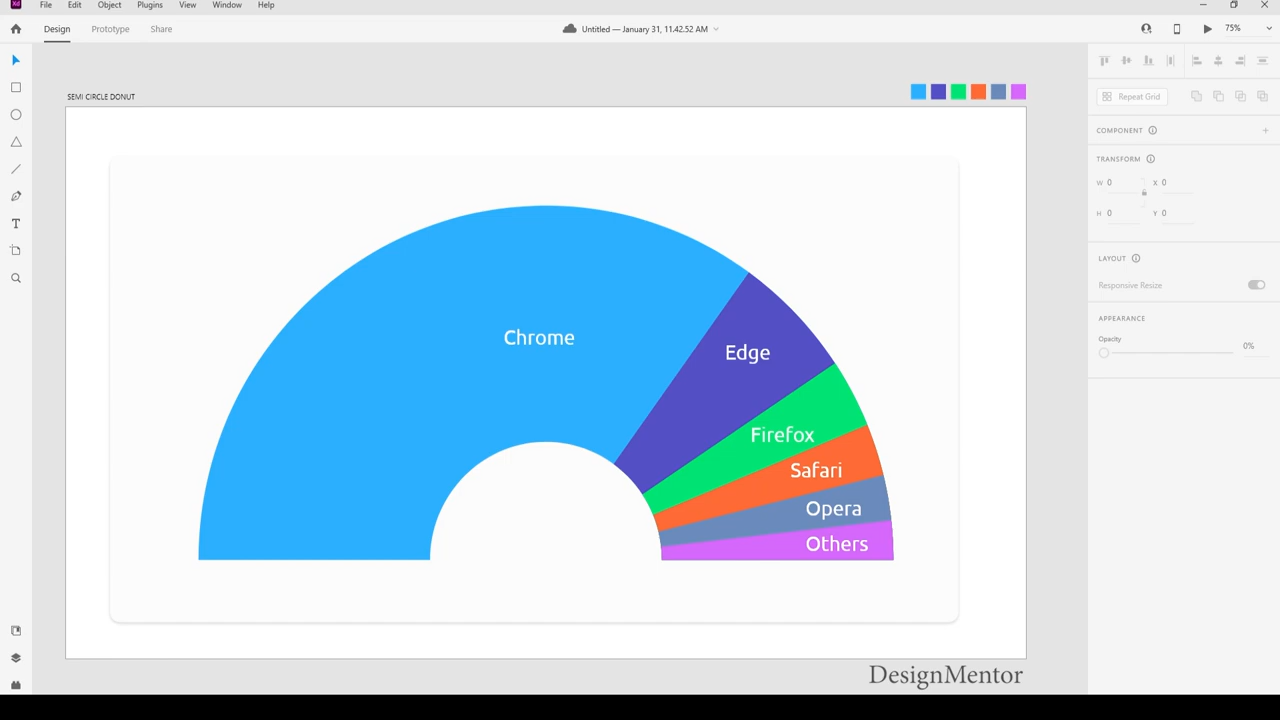 Xd File Edit Object Plugins View Window Help
Design Prototype Share
Untitled — January 31, 11.42.52 AM
75%
SEMI CIRCLE DONUT
Repeat Grid
COMPONENT
TRANSFORM
W 0 X 0
H 0 Y 0
LAYOUT
Responsive Resize
APPEARANCE
Opacity
0%
Chrome
Edge
Firefox
Safari
Opera
Others
DesignMentor